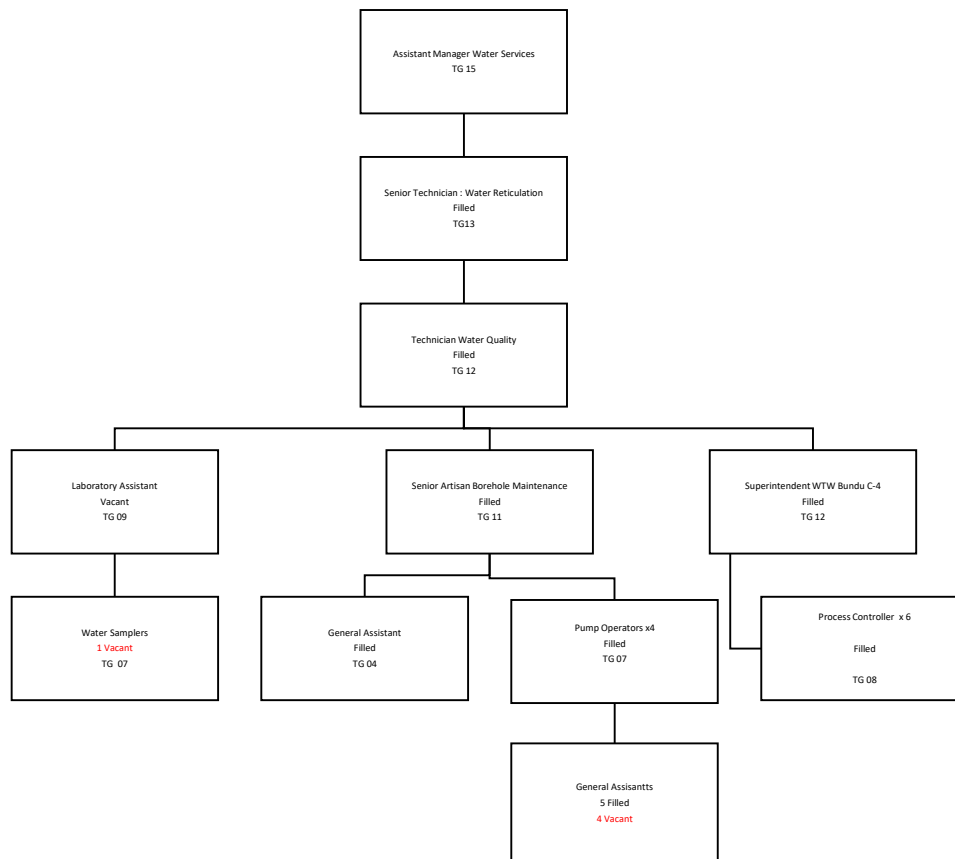 Assistant Manager Water Services
TG 15
Senior Technician : Water Reticulation
Filled
TG13
Technician Water Quality
Filled
TG 12
Laboratory Assistant
Vacant
TG 09
Senior Artisan Borehole Maintenance
Filled
TG 11
Superintendent WTW Bundu C-4
Filled
TG 12
Water Samplers
1 Vacant
TG  07
General Assistant
Filled
TG 04
Pump Operators x4
Filled
TG 07
Process Controller  x 6
Filled
TG 08
General Assisantts
5 Filled
4 Vacant